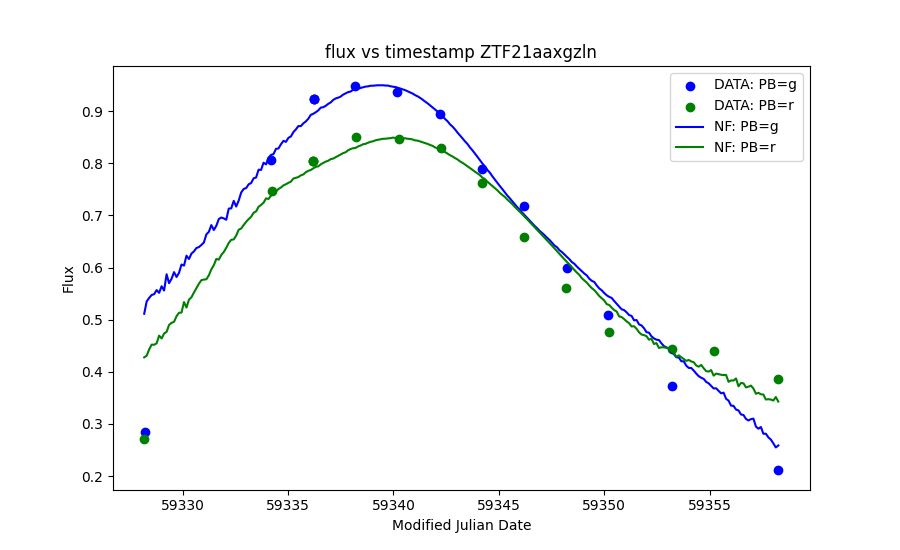 flux vs timestamp ZTF21aaxgzln
DATA: PB=g
DATA: PB=r
NF: PB=g
NF: PB=r
Flux
0.9
0.8
0.7
0.6
0.5
0.4
0.3
0.2
59330 59335 59340 59345 59350 59355
Modified Julian Date